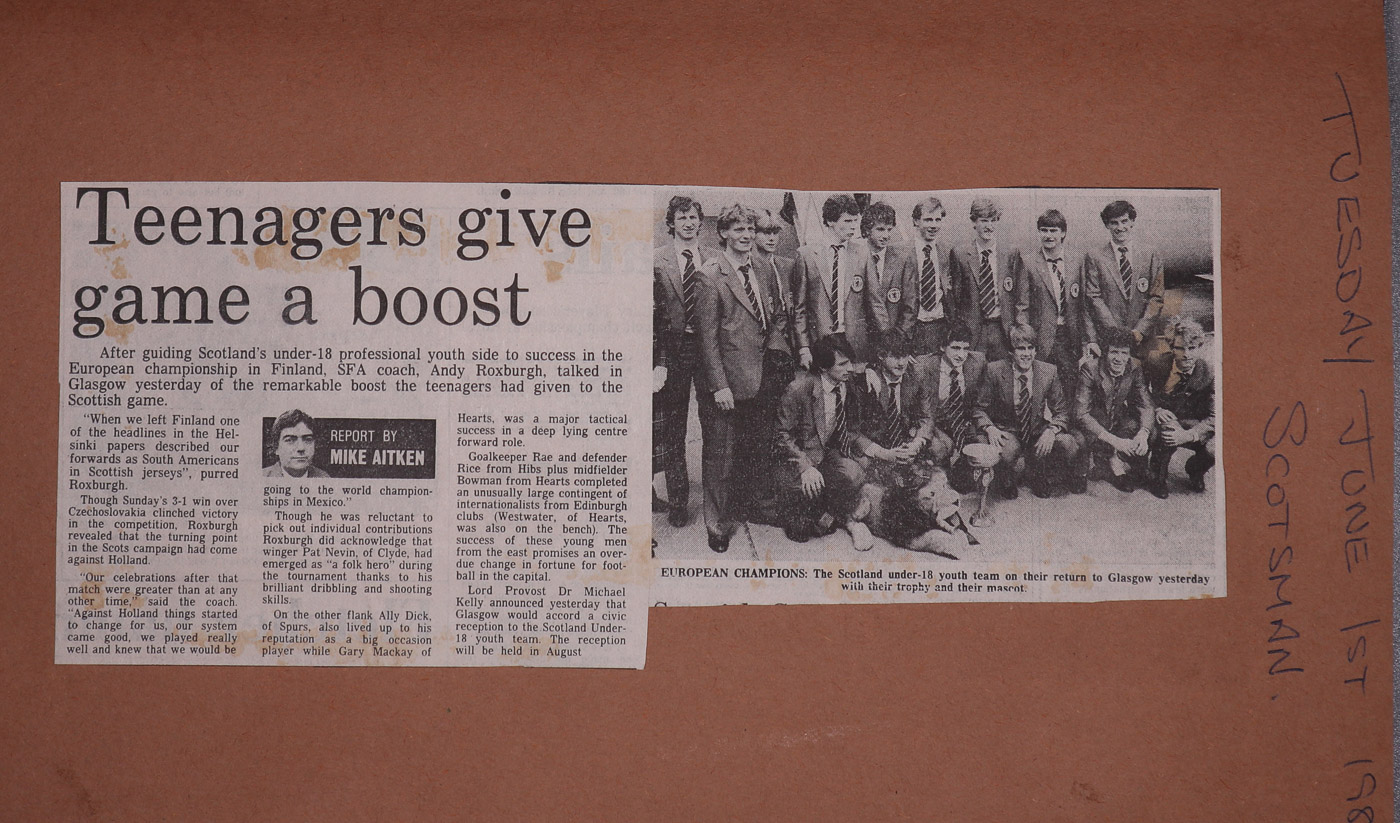 Teenagers give
game a boost
After guiding Scotland's under-18 professional youth side to success in the
European championship in Finland, SFA coach, Andy Roxburgh, talked in
Glasgow yesterday of the remarkable boost the teenagers had given to the
Scottish game.
"When we left Finland one
of the headlines in the Hel-
sinki papers described our
forwards as South Americans
in Scottish jerseys", purred
Roxburgh.
Though Sunday's 3-1 win over
Czechoslovakia clinched victory
in the competition, Roxburgh
revealed that the turning point
in the Scots campaign had come
against Holland.
"Our celebrations after that
match were greater than at any
other time," said the coach.
"Against Holland things started
to change for us, our system
came good, we played really
well and knew that we would be
REPORT BY
MIKE AITKEN
going to the world champion-
ships in Mexico."
Though he was reluctant to
pick out individual contributions
Roxburgh did acknowledge that
winger Pat Nevin, of Clyde, had
emerged as "a folk hero" during
the tournament thanks to his
brilliant dribbling and shooting
skills.
On the other flank Ally Dick,
of Spurs, also lived up to his
reputation as a big occasion
player while Gary Mackay of
Hearts, was a major tactical
success in a deep lying centre
forward role.
Goalkeeper Rae and defender
Rice from Hibs plus midfielder
Bowman from Hearts completed
an unusually large contingent of
internationalists from Edinburgh
clubs (Westwater, of Hearts,
was also on the bench). The
success of these young men
from the east promises an over-
due change in fortune for foot-
ball in the capital.
Lord Provost Dr Michael
Kelly announced yesterday that
Glasgow would accord a civic
reception to the Scotland Under-
18 youth team. The reception
will be held in August
EUROPEAN CHAMPIONS: The Scotland under-18 youth team on their return to Glasgow yesterday
with their trophy and their mascot.
TUESDAY JUNE 1ST 198
SCOTSMAN.